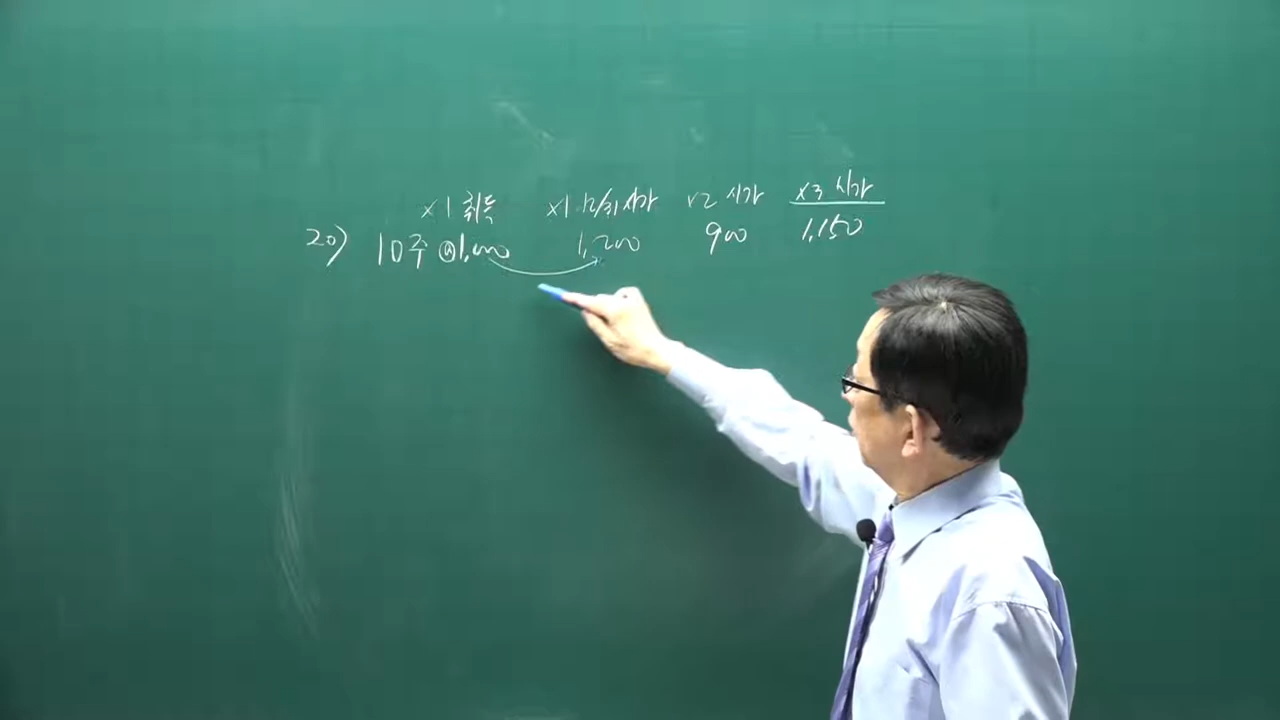 x1 취득 x1 12/31 시가 x2 시가 x3 시가
20) 10주 @1,000 1,200 900 1,150